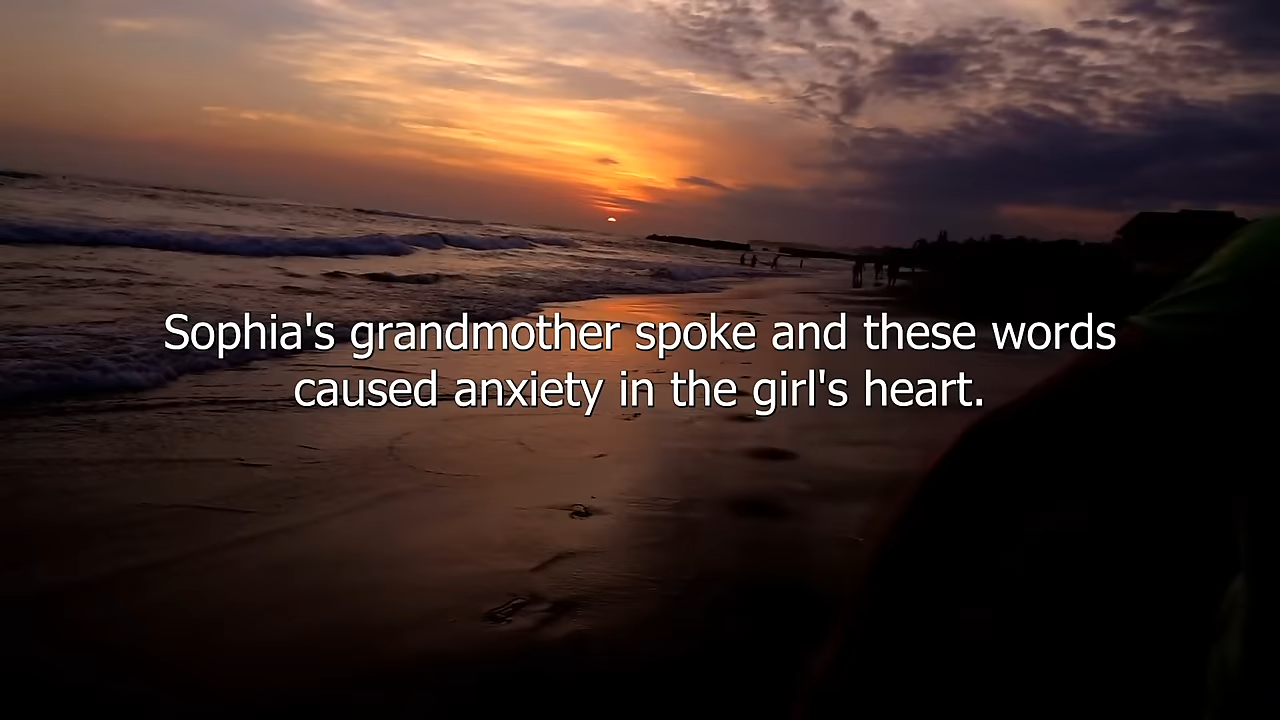 Sophia's grandmother spoke and these words
caused anxiety in the girl's heart.